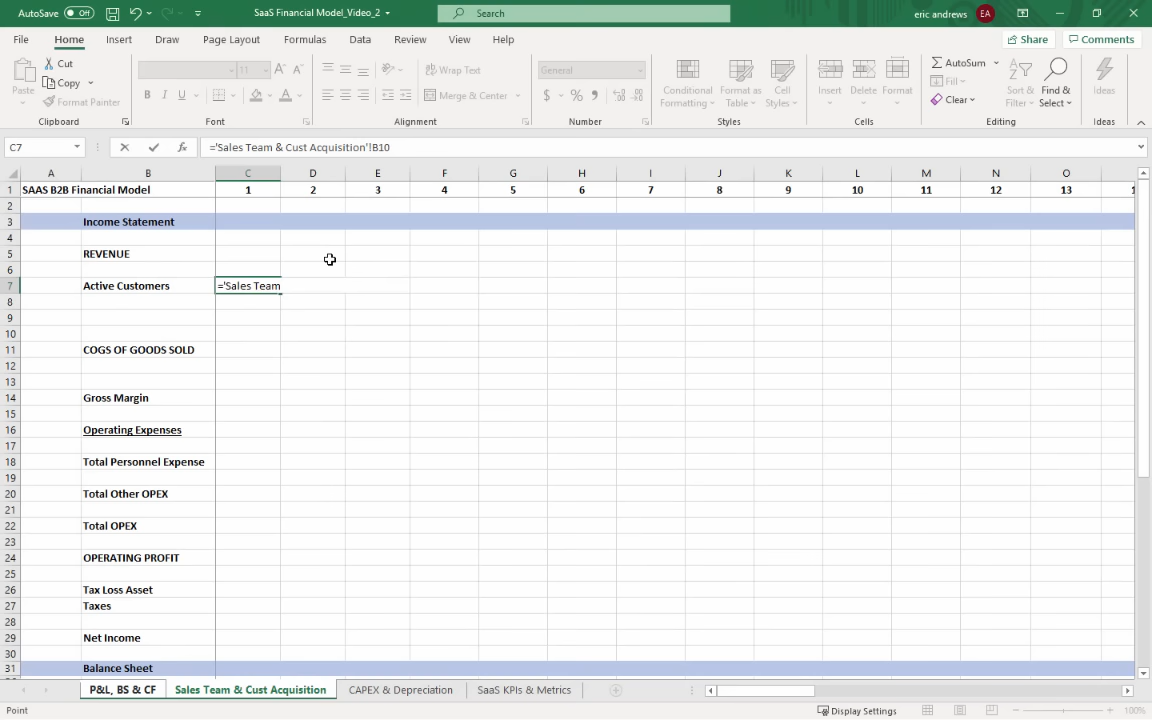 AutoSave Off SaaS Financial Model_Video_2 Search eric andrews EA
File Home Insert Draw Page Layout Formulas Data Review View Help Share Comments
Paste Cut Copy Format Painter
11 General
Wrap Text Merge & Center
Conditional Formatting Format as Table Cell Styles
Insert Delete Format
AutoSum Fill Clear Sort & Filter Find & Select Ideas
Clipboard Font Alignment Number Styles Cells Editing Ideas
C7 ='Sales Team & Cust Acquisition'!B10
A B C D E F G H I J K L M N O
1 SAAS B2B Financial Model 1 2 3 4 5 6 7 8 9 10 11 12 13
2
3 Income Statement
4
5 REVENUE
6
7 Active Customers ='Sales Team
8
9
10
11 COGS OF GOODS SOLD
12
13
14 Gross Margin
15
16 Operating Expenses
17
18 Total Personnel Expense
19
20 Total Other OPEX
21
22 Total OPEX
23
24 OPERATING PROFIT
25
26 Tax Loss Asset
27 Taxes
28
29 Net Income
30
31 Balance Sheet
P&L, BS & CF Sales Team & Cust Acquisition CAPEX & Depreciation SaaS KPIs & Metrics
Point Display Settings 100%